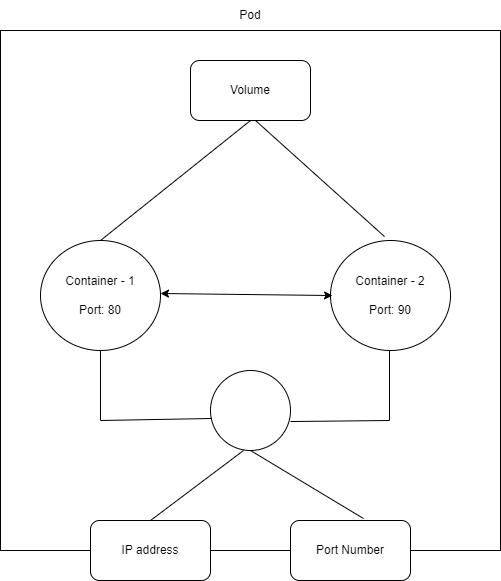 Pod
Volume
Container - 1
Port: 80
Container - 2
Port: 90
IP address
Port Number